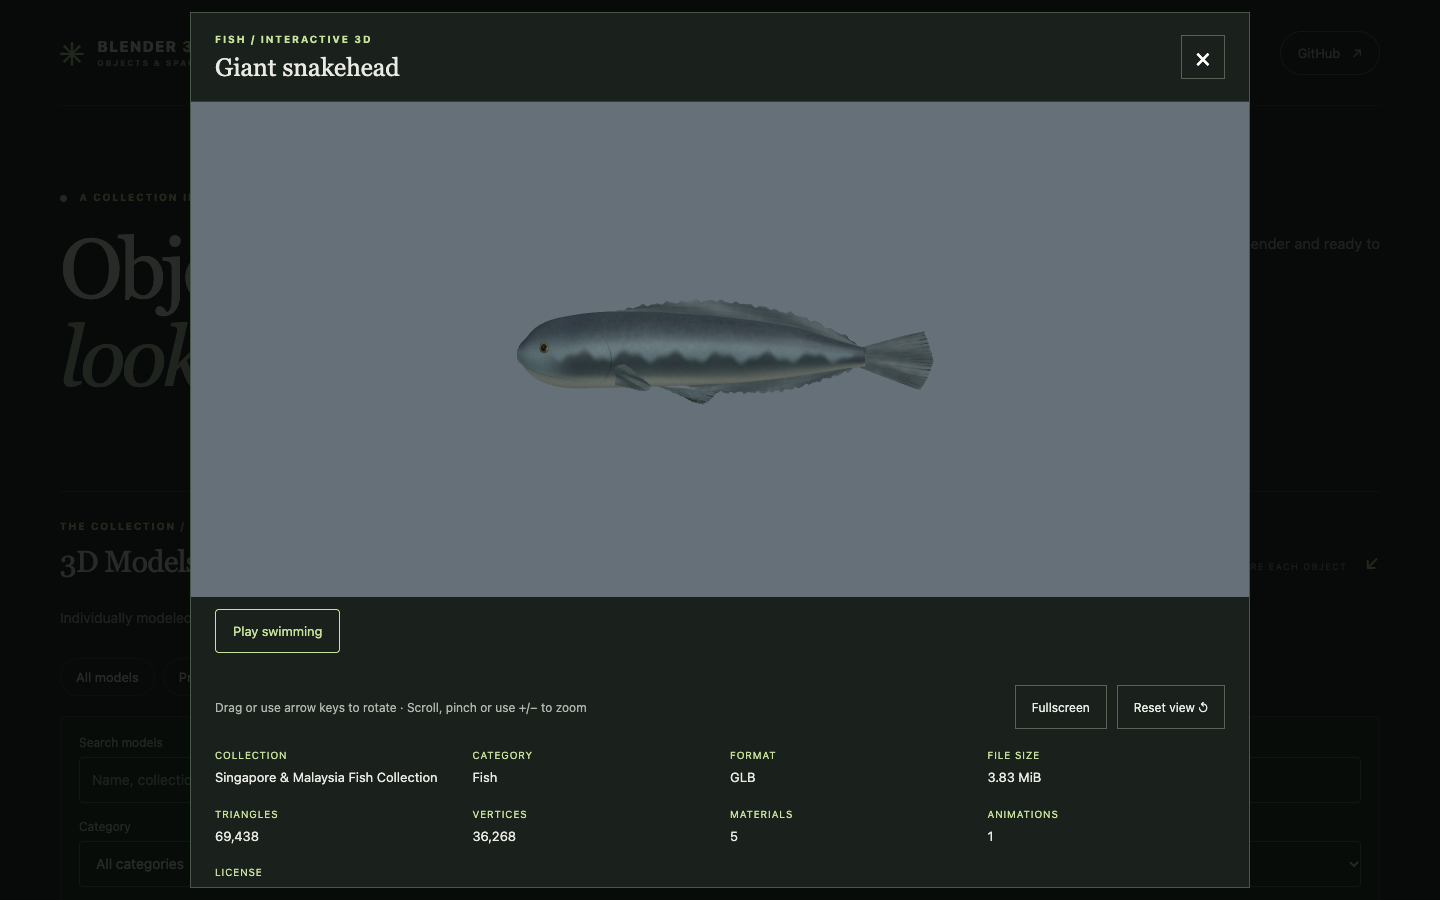 FISH / INTERACTIVE 3D
Giant snakehead
×
BLENDER 3
OBJECTS & SPA
GitHub ↗
A COLLECTION I
Obje
look
ender and ready to
Play swimming
THE COLLECTION /
3D Models
RE EACH OBJECT
Individually modeled
All models
Search models
Name, collectio
Category
All categories
Drag or use arrow keys to rotate · Scroll, pinch or use +/− to zoom
Fullscreen
Reset view ↺
COLLECTION
Singapore & Malaysia Fish Collection
CATEGORY
Fish
FORMAT
GLB
FILE SIZE
3.83 MiB
TRIANGLES
69,438
VERTICES
36,268
MATERIALS
5
ANIMATIONS
1
LICENSE